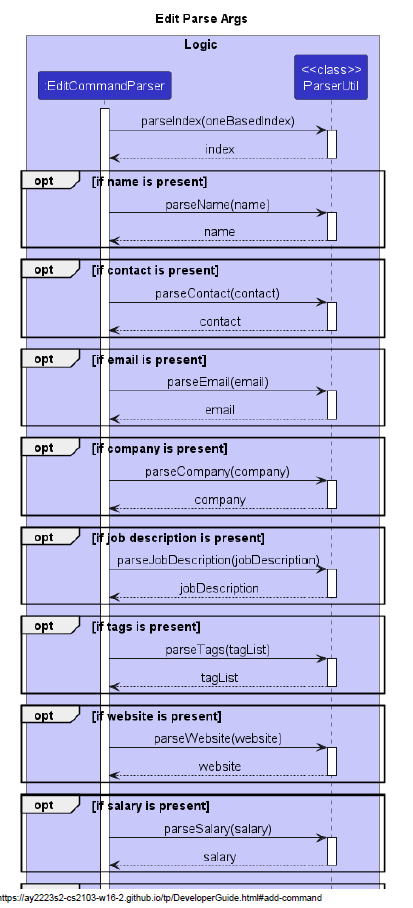 Edit Parse Args
Logic
<<class>>
:EditCommandParser
ParserUtil
parseIndex(oneBasedIndex)
index
opt [if name is present]
parseName(name)
name
opt [if contact is present]
parseContact(contact)
contact
opt [if email is present]
parseEmail(email)
email
opt [if company is present]
parseCompany(company)
company
opt [if job description is present]
parseJobDescription(jobDescription)
jobDescription
opt [if tags is present]
parseTags(tagList)
tagList
opt [if website is present]
parseWebsite(website)
website
opt [if salary is present]
parseSalary(salary)
salary
https://ay2223s2-cs2103-w16-2.github.io/tp/DeveloperGuide.html#add-command